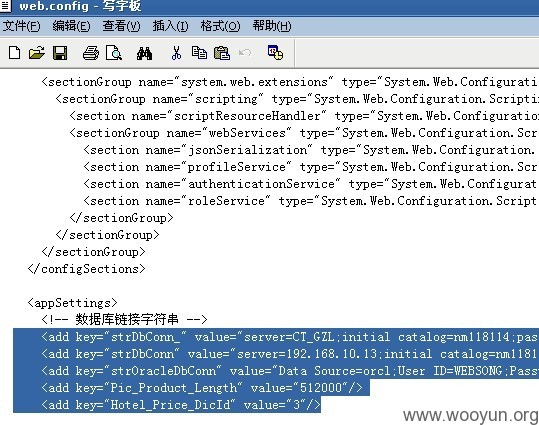 web.config - 写字板
文件(F) 编辑(E) 查看(V) 插入(I) 格式(O) 帮助(H)
<sectionGroup name="system.web.extensions" type="System.Web.Configurati
<sectionGroup name="scripting" type="System.Web.Configuration.Scriptin
<section name="scriptResourceHandler" type="System.Web.Configuration
<sectionGroup name="webServices" type="System.Web.Configuration.Scr
<section name="jsonSerialization" type="System.Web.Configuration.
<section name="profileService" type="System.Web.Configuration.Scr
<section name="authenticationService" type="System.Web.Configurat
<section name="roleService" type="System.Web.Configuration.Script
</sectionGroup>
</sectionGroup>
</sectionGroup>
</configSections>
<appSettings>
<!-- 数据库链接字符串 -->
<add key="strDbConn_" value="server=CT_GZL;initial catalog=nm118114;pas
<add key="strDbConn" value="server=192.168.10.13;initial catalog=nm1181
<add key="strOracleDbConn" value="Data Source=orcl;User ID=WEBSONG;Passw
<add key="Pic_Product_Length" value="512000"/>
<add key="Hotel_Price_DicId" value="3"/>
www.wooyun.org